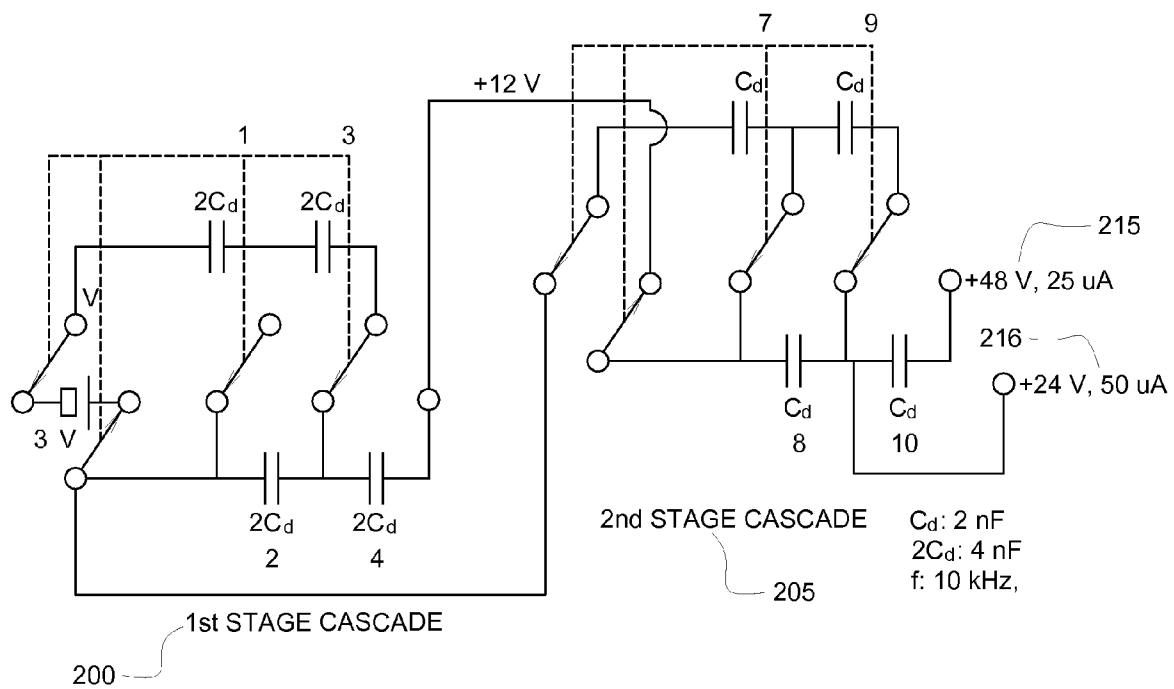 7 9
Cd Cd
+12 V
1 3
2Cd 2Cd
V
3 V
2Cd 2Cd
2 4
Cd Cd
8 10
215
+48 V, 25 uA
216
+24 V, 50 uA
2nd STAGE CASCADE
205
Cd: 2 nF
2Cd: 4 nF
f: 10 kHz,
1st STAGE CASCADE
200